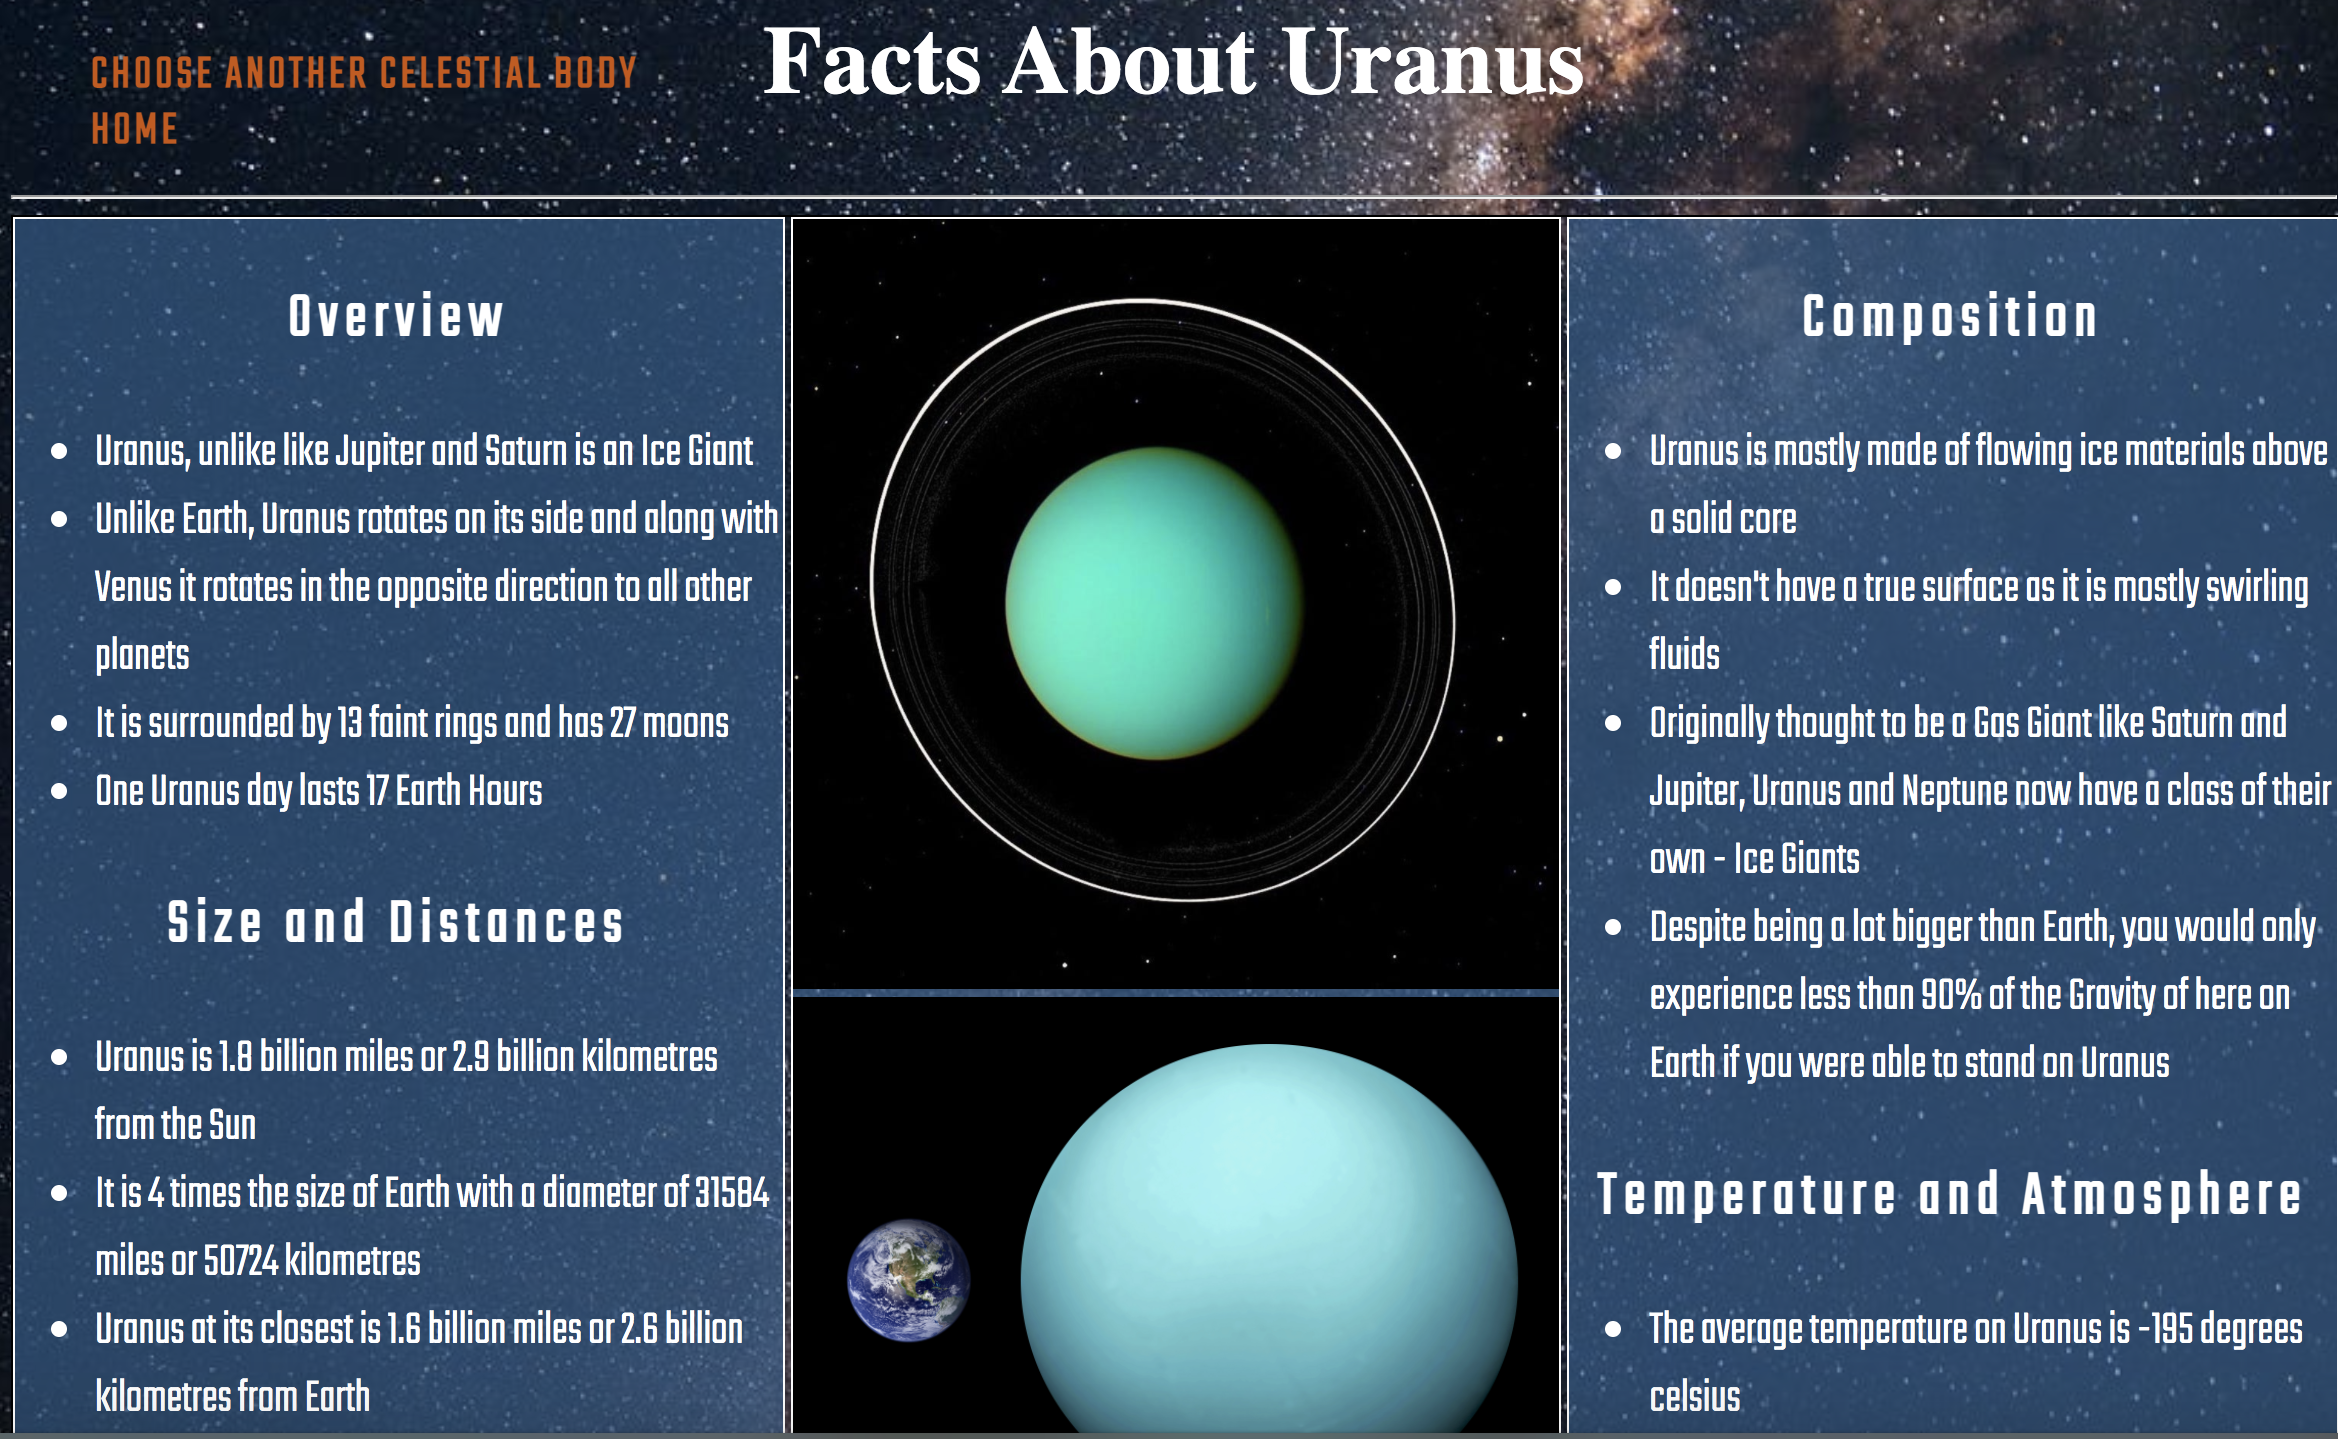 CHOOSE ANOTHER CELESTIAL BODY
HOME
Facts About Uranus
Overview
Uranus, unlike like Jupiter and Saturn is an Ice Giant
Unlike Earth, Uranus rotates on its side and along with
Venus it rotates in the opposite direction to all other
planets
It is surrounded by 13 faint rings and has 27 moons
One Uranus day lasts 17 Earth Hours
Size and Distances
Uranus is 1.8 billion miles or 2.9 billion kilometres
from the Sun
It is 4 times the size of Earth with a diameter of 31584
miles or 50724 kilometres
Uranus at its closest is 1.6 billion miles or 2.6 billion
kilometres from Earth
Composition
Uranus is mostly made of flowing ice materials above
a solid core
It doesn't have a true surface as it is mostly swirling
fluids
Originally thought to be a Gas Giant like Saturn and
Jupiter, Uranus and Neptune now have a class of their
own - Ice Giants
Despite being a lot bigger than Earth, you would only
experience less than 90% of the Gravity of here on
Earth if you were able to stand on Uranus
Temperature and Atmosphere
The average temperature on Uranus is -195 degrees
celsius